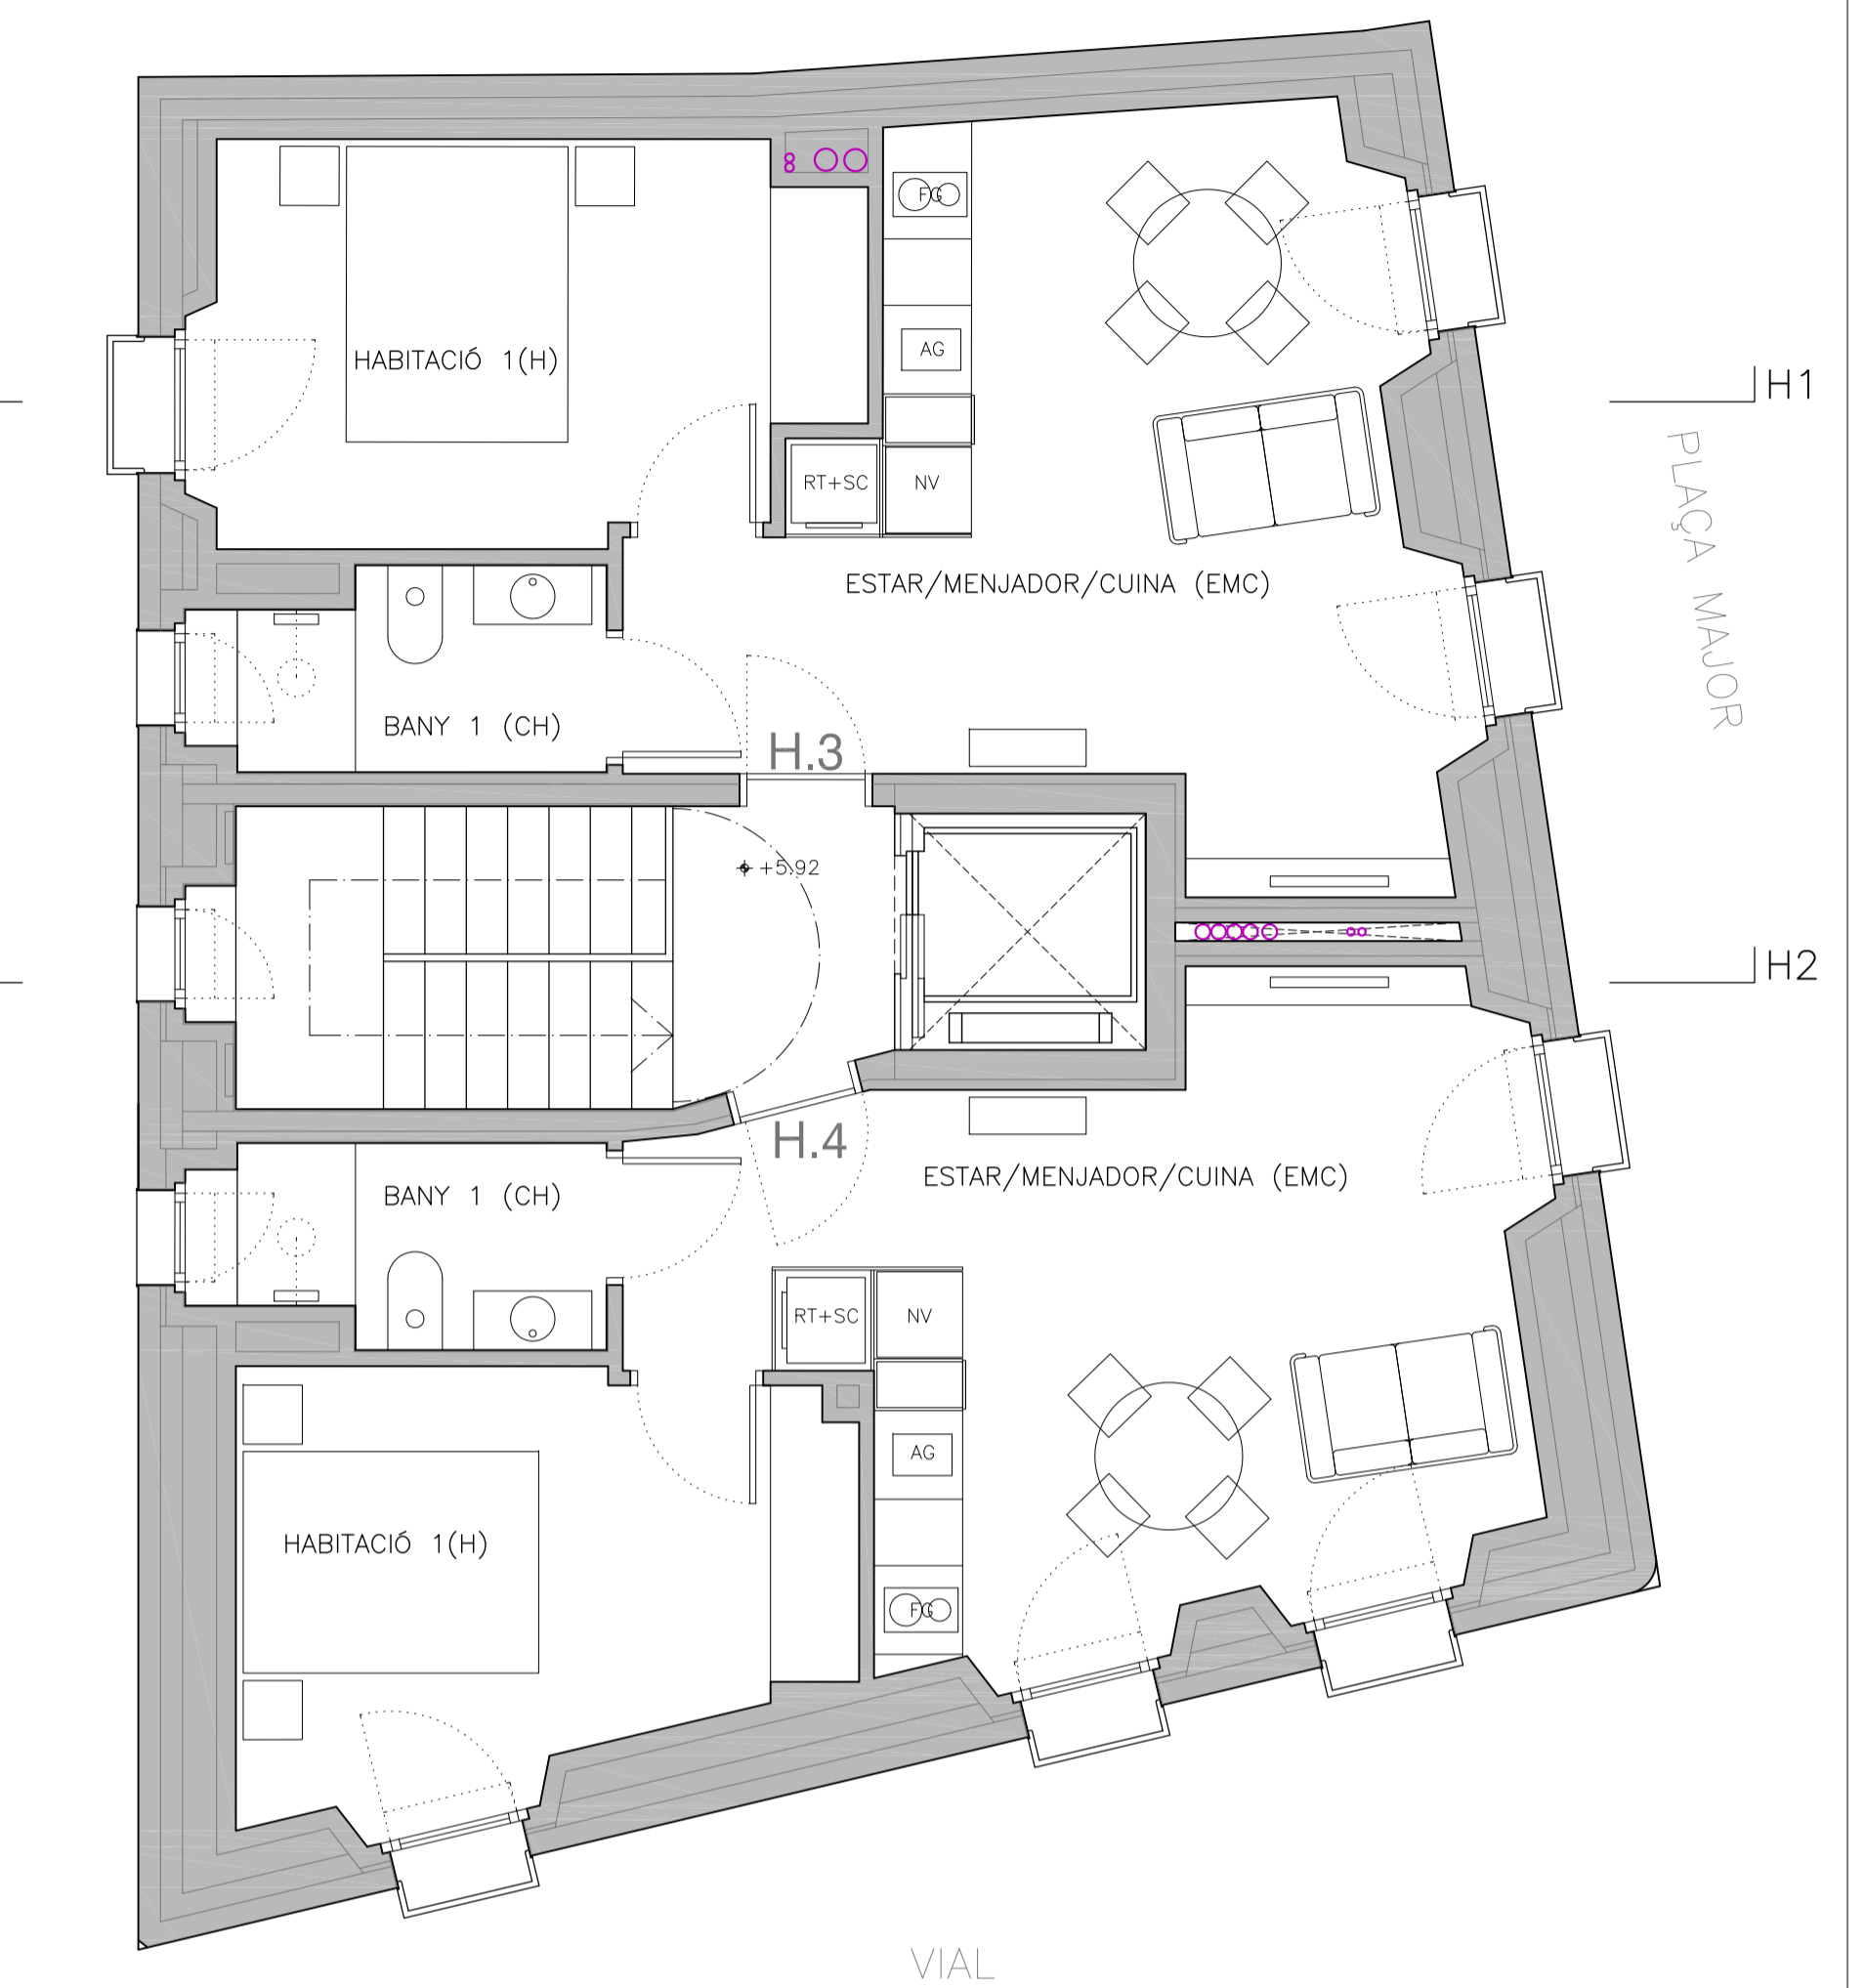 FG
HABITACIÓ 1(H)
AG
H1
RT+SC
NV
PLAÇA MAJOR
ESTAR/MENJADOR/CUINA (EMC)
BANY 1 (CH)
H.3
+5.92
H2
H.4
ESTAR/MENJADOR/CUINA (EMC)
BANY 1 (CH)
RT+SC
NV
AG
HABITACIÓ 1(H)
FG
VIAL